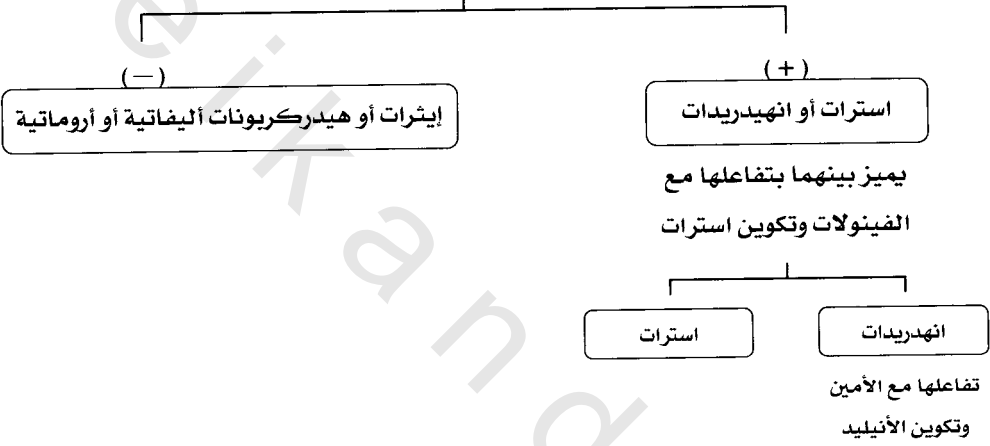 (+)
(—)
استرات أو انهيدريدات
إيثرات أو هيدركربونات أليفاتية أو أروماتية
يميز بينهما بتفاعلها مع
الفينولات وتكوين استرات
انهدريدات
استرات
تفاعلها مع الأمين
وتكوين الأنيليد
eikand